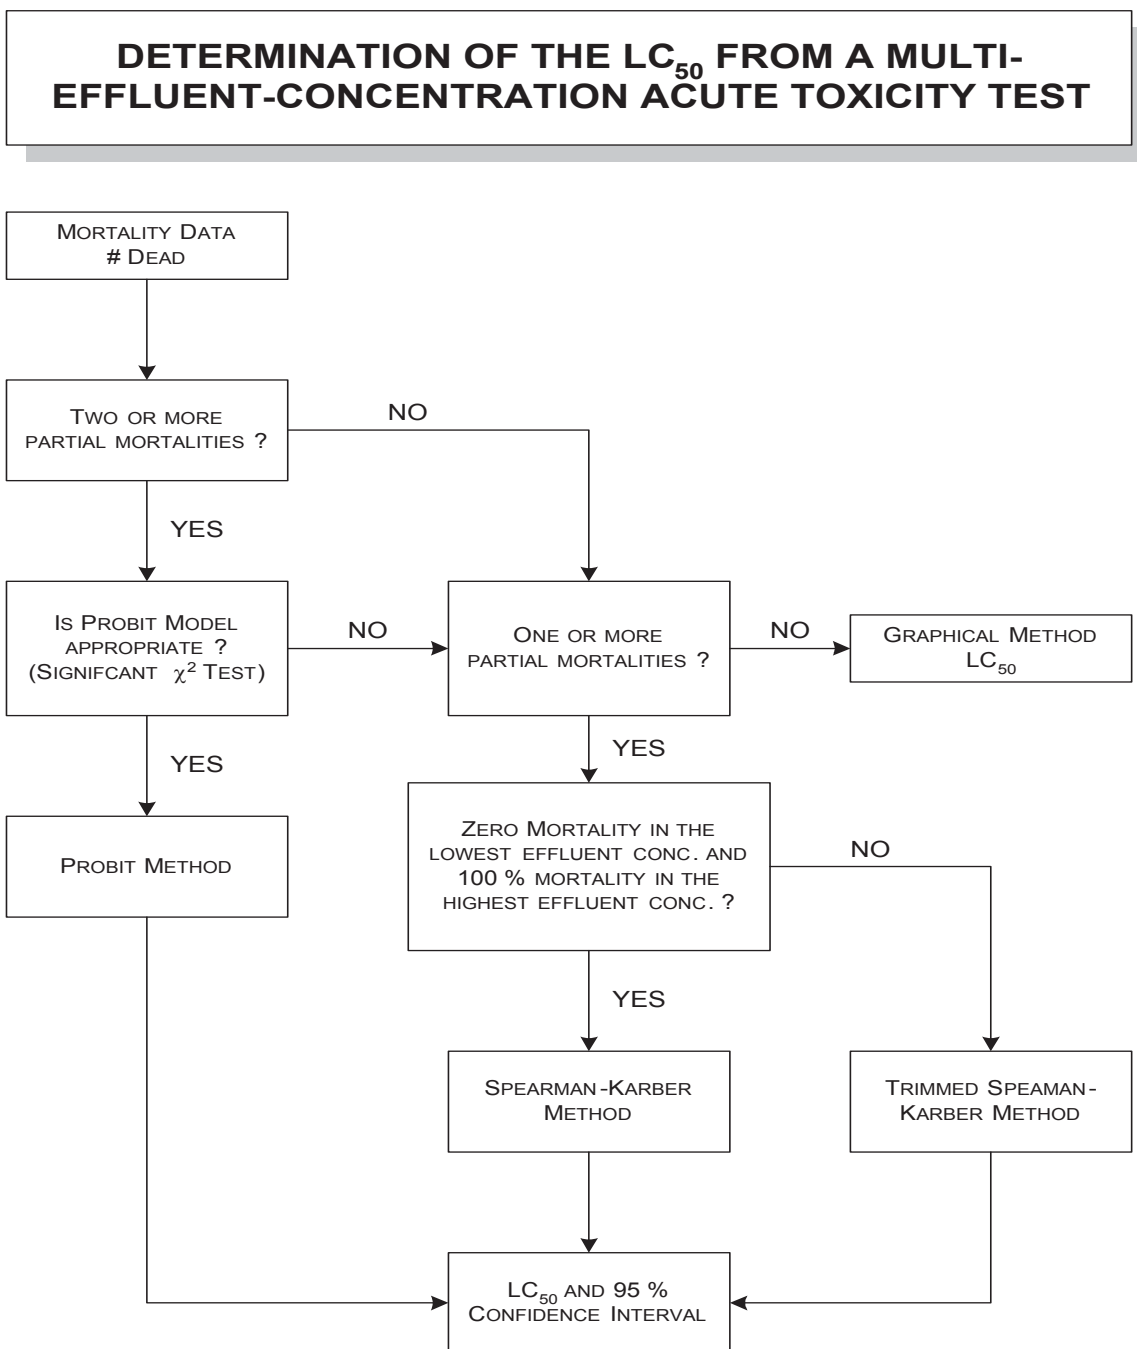 DETERMINATION OF THE LC50 FROM A MULTI-
EFFLUENT-CONCENTRATION ACUTE TOXICITY TEST
MORTALITY DATA
# DEAD
TWO OR MORE
PARTIAL MORTALITIES ?
NO
YES
IS PROBIT MODEL
APPROPRIATE ?
(SIGNIFCANT χ² TEST)
NO
ONE OR MORE
PARTIAL MORTALITIES ?
NO
GRAPHICAL METHOD
LC50
YES
YES
PROBIT METHOD
ZERO MORTALITY IN THE
LOWEST EFFLUENT CONC. AND
100 % MORTALITY IN THE
HIGHEST EFFLUENT CONC. ?
NO
YES
SPEARMAN-KARBER
METHOD
TRIMMED SPEAMAN-
KARBER METHOD
LC50 AND 95 %
CONFIDENCE INTERVAL